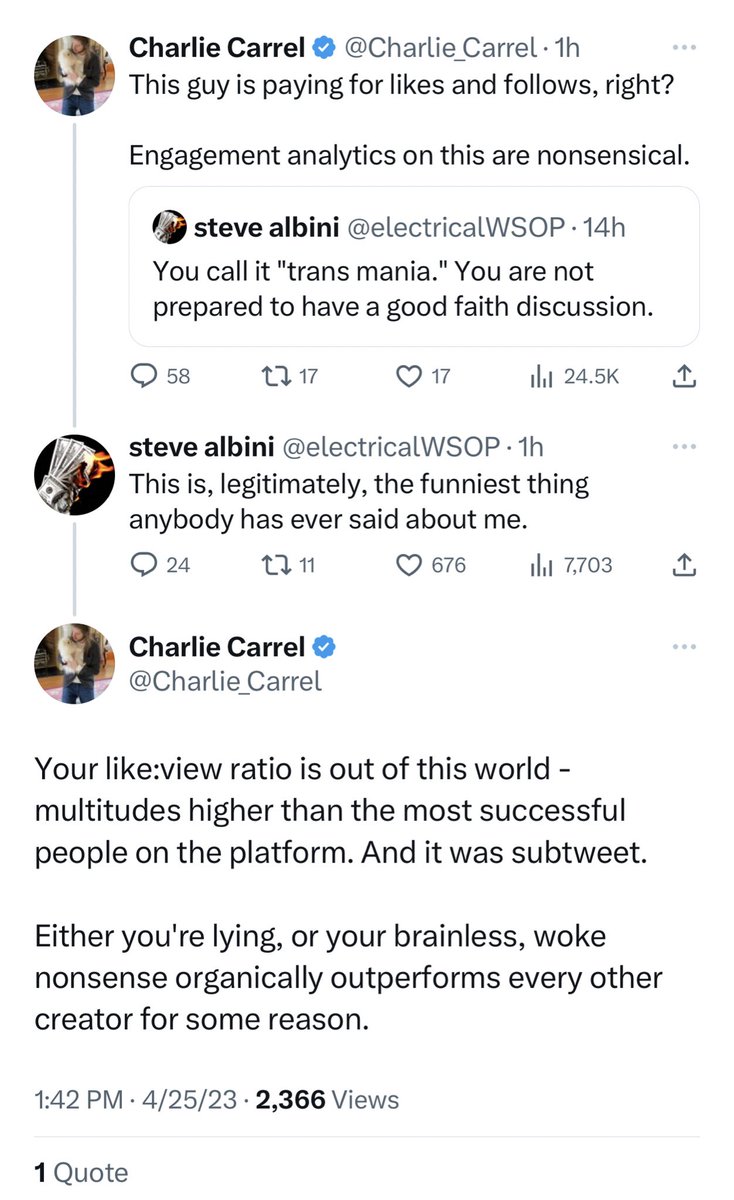 Charlie Carrel @Charlie_Carrel · 1h
This guy is paying for likes and follows, right?
Engagement analytics on this are nonsensical.
steve albini @electricalWSOP · 14h
You call it "trans mania." You are not
prepared to have a good faith discussion.
58 17 17 24.5K
steve albini @electricalWSOP · 1h
This is, legitimately, the funniest thing
anybody has ever said about me.
24 11 676 7,703
Charlie Carrel
@Charlie_Carrel
Your like:view ratio is out of this world -
multitudes higher than the most successful
people on the platform. And it was subtweet.
Either you're lying, or your brainless, woke
nonsense organically outperforms every other
creator for some reason.
1:42 PM · 4/25/23 · 2,366 Views
1 Quote